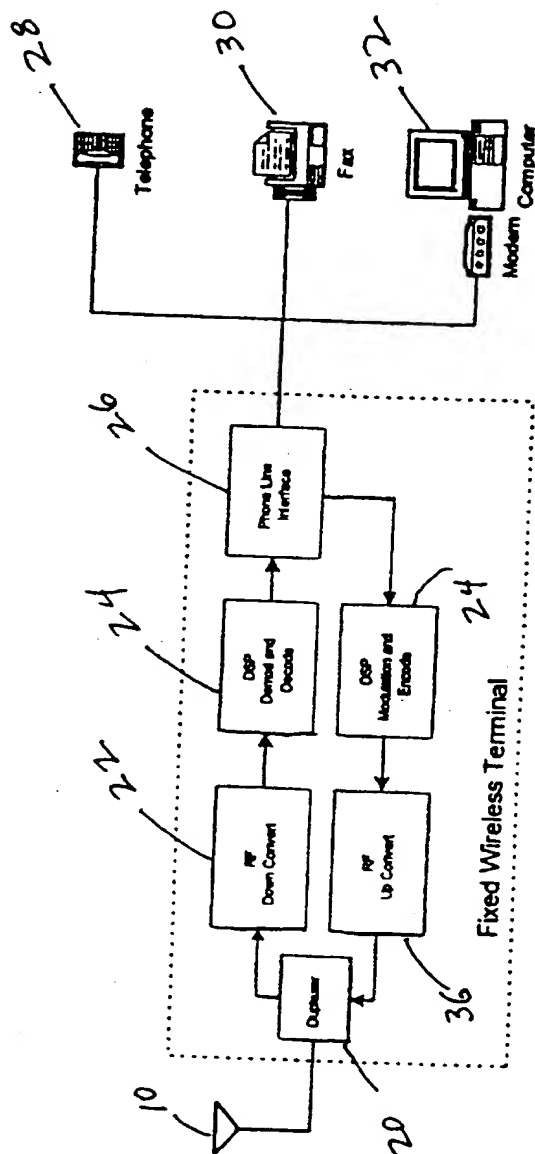 10
20
Duplexer
22
RF
Down Convert
24
DSP
Demod and
Decode
26
Phone Line
Interface
36
RF
Up Convert
24
DSP
Modulation and
Encode
Fixed Wireless Terminal
28
Telephone
30
Fax
32
Modem
Computer